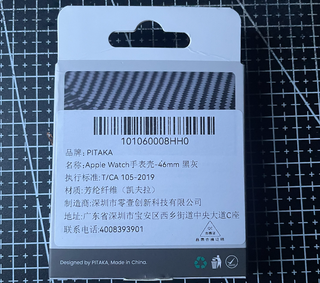 101060008HH0
品牌: PITAKA
名称:Apple Watch手表壳-46mm 黑灰
执行标准:T/CA 105-2019
材质:芳纶纤维（凯夫拉）
制造商:深圳市零壹创新科技有限公司
地址:广东省深圳市宝安区西乡街道中央大道C座
联系电话:4008393901
Designed by PITAKA, Made in China.